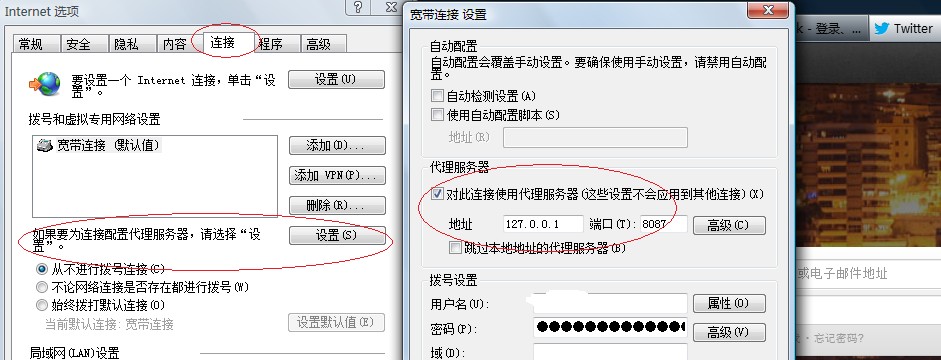 Internet 选项
常规
安全
隐私
内容
连接
程序
高级
要设置一个 Internet 连接，单击“设
置”。
设置(U)
拨号和虚拟专用网络设置
宽带连接 (默认值)
添加(D)...
添加 VPN(P)...
删除(R)...
如果要为连接配置代理服务器，请选择“设
置”。
设置(S)
从不进行拨号连接(C)
不论网络连接是否存在都进行拨号(W)
始终拨打默认连接(O)
当前默认连接: 宽带连接
设置默认值(E)
局域网(LAN)设置
宽带连接 设置
自动配置
自动配置会覆盖手动设置。要确保使用手动设置，请禁用自动配
置。
自动检测设置(A)
使用自动配置脚本(S)
地址(R)
代理服务器
对此连接使用代理服务器(这些设置不会应用到其他连接)(X)
地址
127.0.0.1
端口(T):
8087
高级(C)
跳过本地地址的代理服务器(B)
拨号设置
用户名(U):
属性(O)
密码(P):
高级(V)
域(D):
k - 登录、...
Twitter
或电子邮件地址
忘记密码?